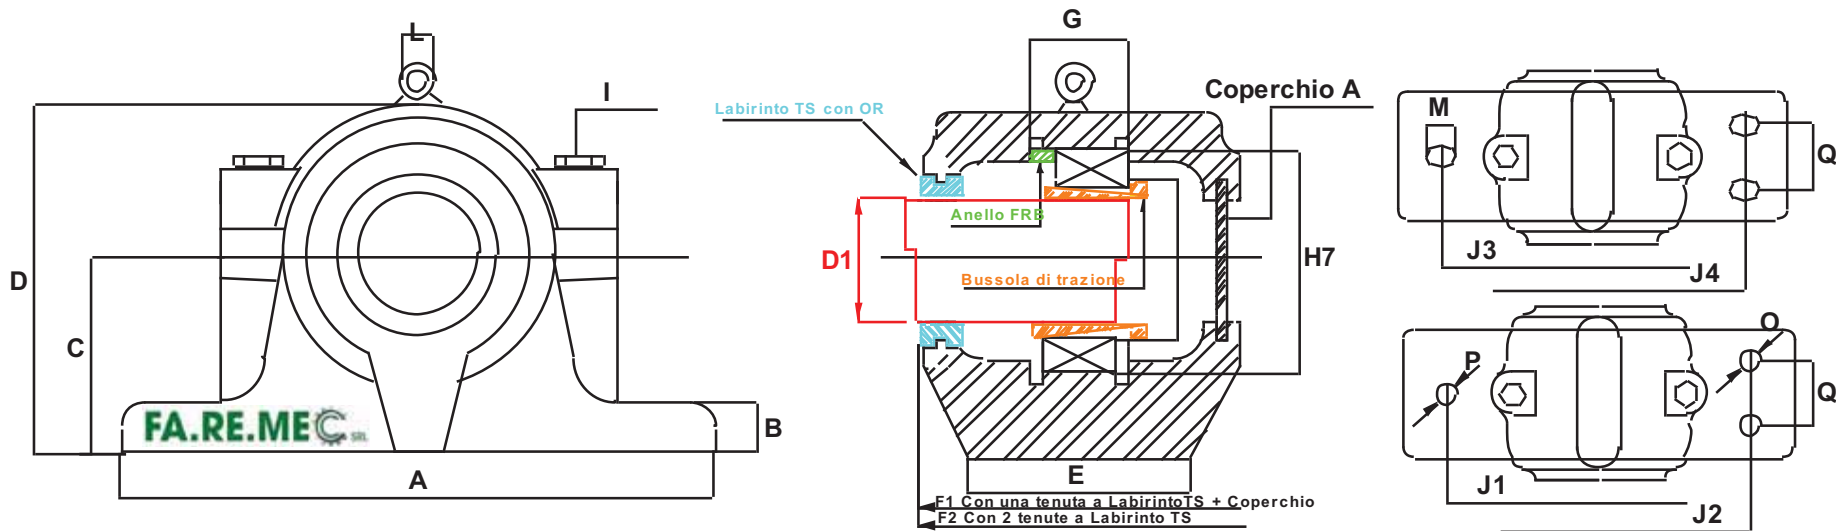 L
I
D
C
B
A
FA.RE.MEC SRL
G
Labirinto TS con OR
Coperchio A
Anello FRB
D1
H7
Bussola di trazione
E
F1 Con una tenuta a LabirintoTS + Coperchio
F2 Con 2 tenute a Labirinto TS
M
Q
J3
J4
O
P
Q
J1
J2